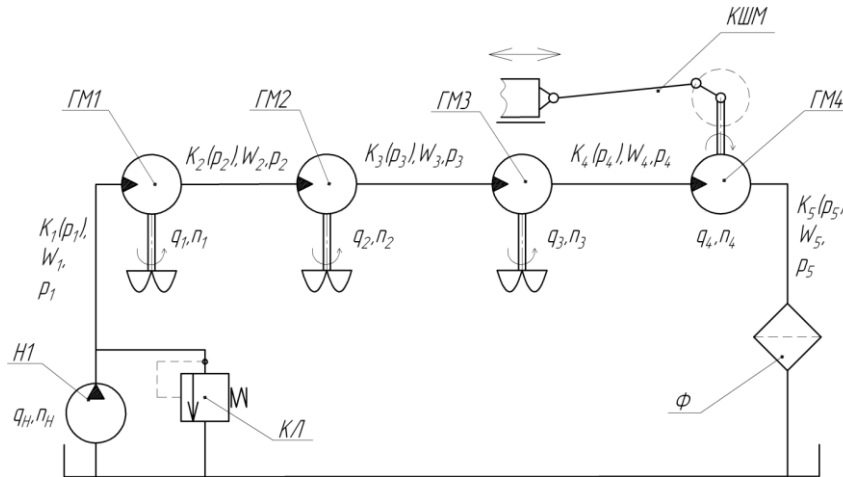 КШМ
ГМ1
ГМ2
ГМ3
ГМ4
K₂(p₂),W₂,p₂
K₃(p₃),W₃,p₃
K₄(p₄),W₄,p₄
K₁(p₁),
W₁,
p₁
q₁,n₁
q₂,n₂
q₃,n₃
q₄,n₄
K₅(p₅,
W₅,
p₅
Н1
qН,nН
КЛ
Ф